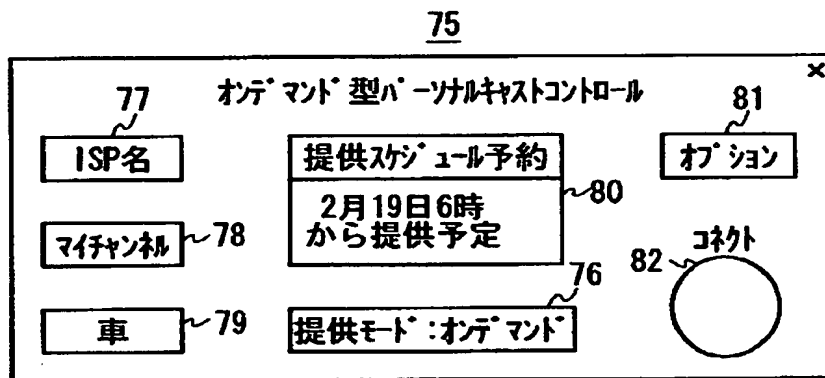 75
×
オンデマンド型パーソナルキャストコントロール
77
ISP名
提供スケジュール予約
81
オプション
2月19日6時
から提供予定
80
マイチャンネル
78
コネクト
82
76
車
79
提供モード:オンデマンド